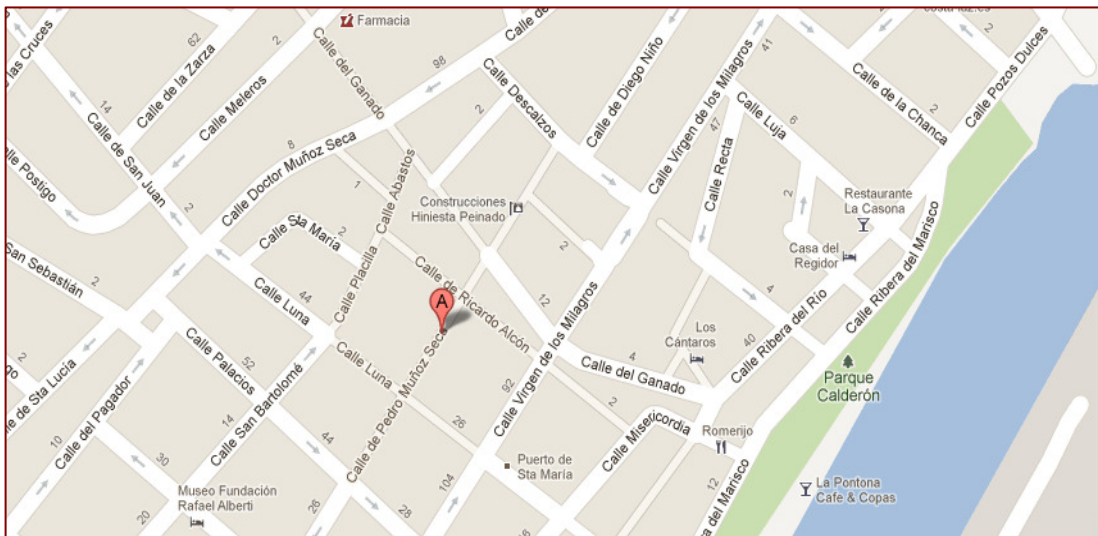 costa-luz.es
Farmacia
Calle de
Calle del Ganado
62
2
98
41
las Cruces
Calle de la Zarza
Calle Meleros
14
Calle de San Juan
Calle Descalzos
2
Calle de Diego Niño
Calle Virgen de los Milagros
Calle de la Chanca
2
Calle Pozos Dulces
Calle Luja
6
47
Calle Recta
Calle Postigo
8
Calle Doctor Muñoz Seca
1
Calle Abastos
2
Construcciones
Hiniesta Peinado
2
Restaurante
La Casona
Casa del
Regidor
2
Calle Sta María
2
San Sebastián
2
Calle Luna
44
Calle Placilla
Calle de Ricardo Alcón
A
12
4
Calle Ribera del Marisco
Calle Ribera del Río
Los
Cántaros
40
2
Calle de Sta Lucía
Calle Palacios
52
Calle Luna
Calle de Pedro Muñoz Seca
Calle Virgen de los Milagros
92
4
Calle del Ganado
Parque
Calderón
Calle del Pagador
Calle San Bartolomé
14
26
2
Calle Misericordia
Romerijo
10
44
30
Puerto de
Sta María
104
Museo Fundación
Rafael Alberti
20
26
28
16
12
ra del Marisco
La Pontona
Cafe & Copas